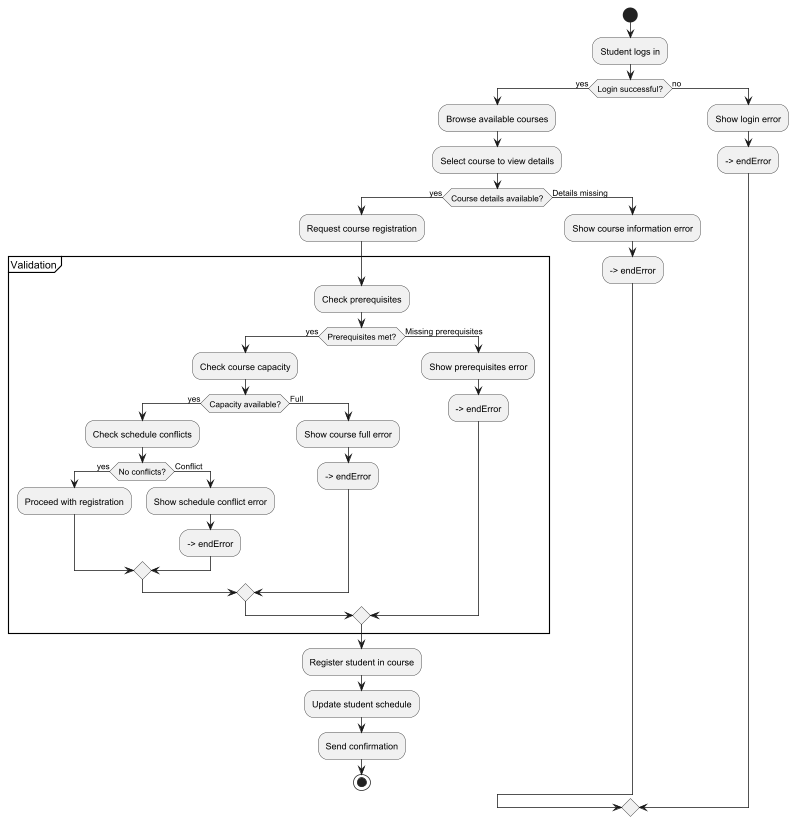 Student logs in
yes
Login successful?
no
Browse available courses
Show login error
Select course to view details
-> endError
yes
Course details available?
Details missing
Request course registration
Show course information error
Validation
-> endError
Check prerequisites
yes
Prerequisites met?
Missing prerequisites
Check course capacity
Show prerequisites error
yes
Capacity available?
Full
-> endError
Check schedule conflicts
Show course full error
yes
No conflicts?
Conflict
-> endError
Proceed with registration
Show schedule conflict error
-> endError
Register student in course
Update student schedule
Send confirmation